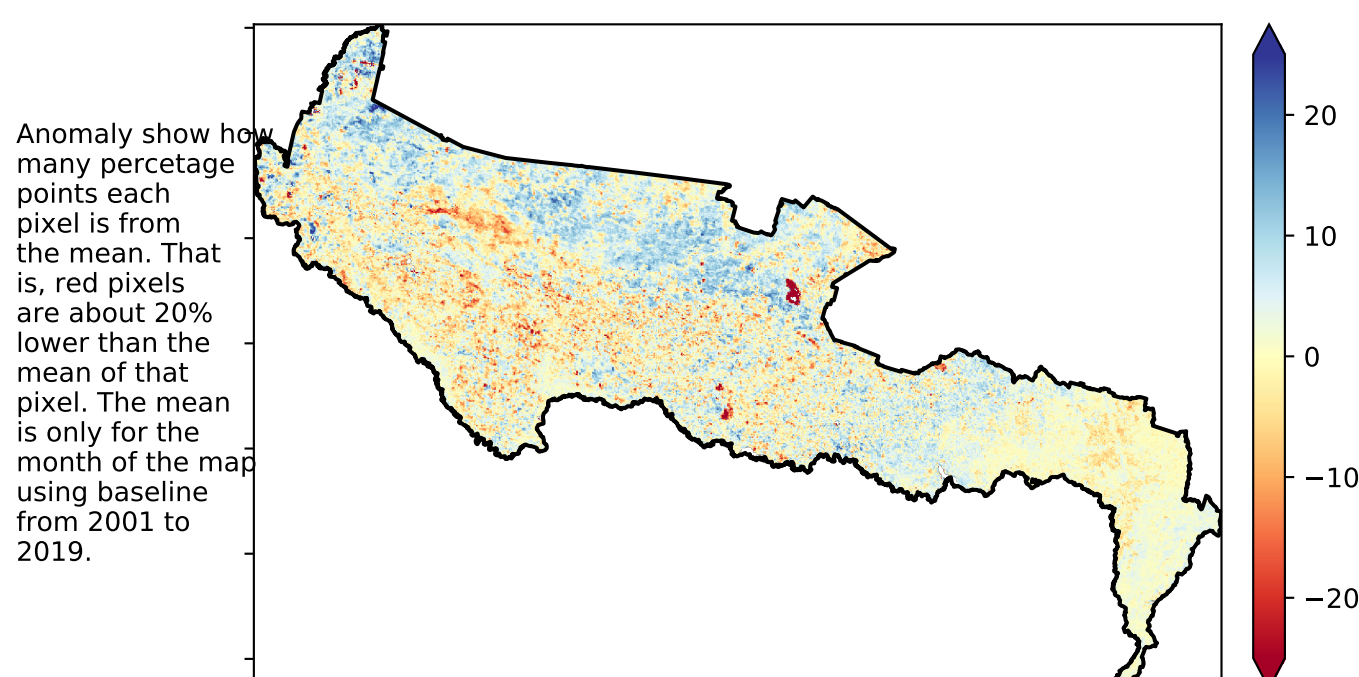 Anomaly show how
many percetage
points each
pixel is from
the mean. That
is, red pixels
are about 20%
lower than the
mean of that
pixel. The mean
is only for the
month of the map
using baseline
from 2001 to
2019.
20
10
0
−10
−20